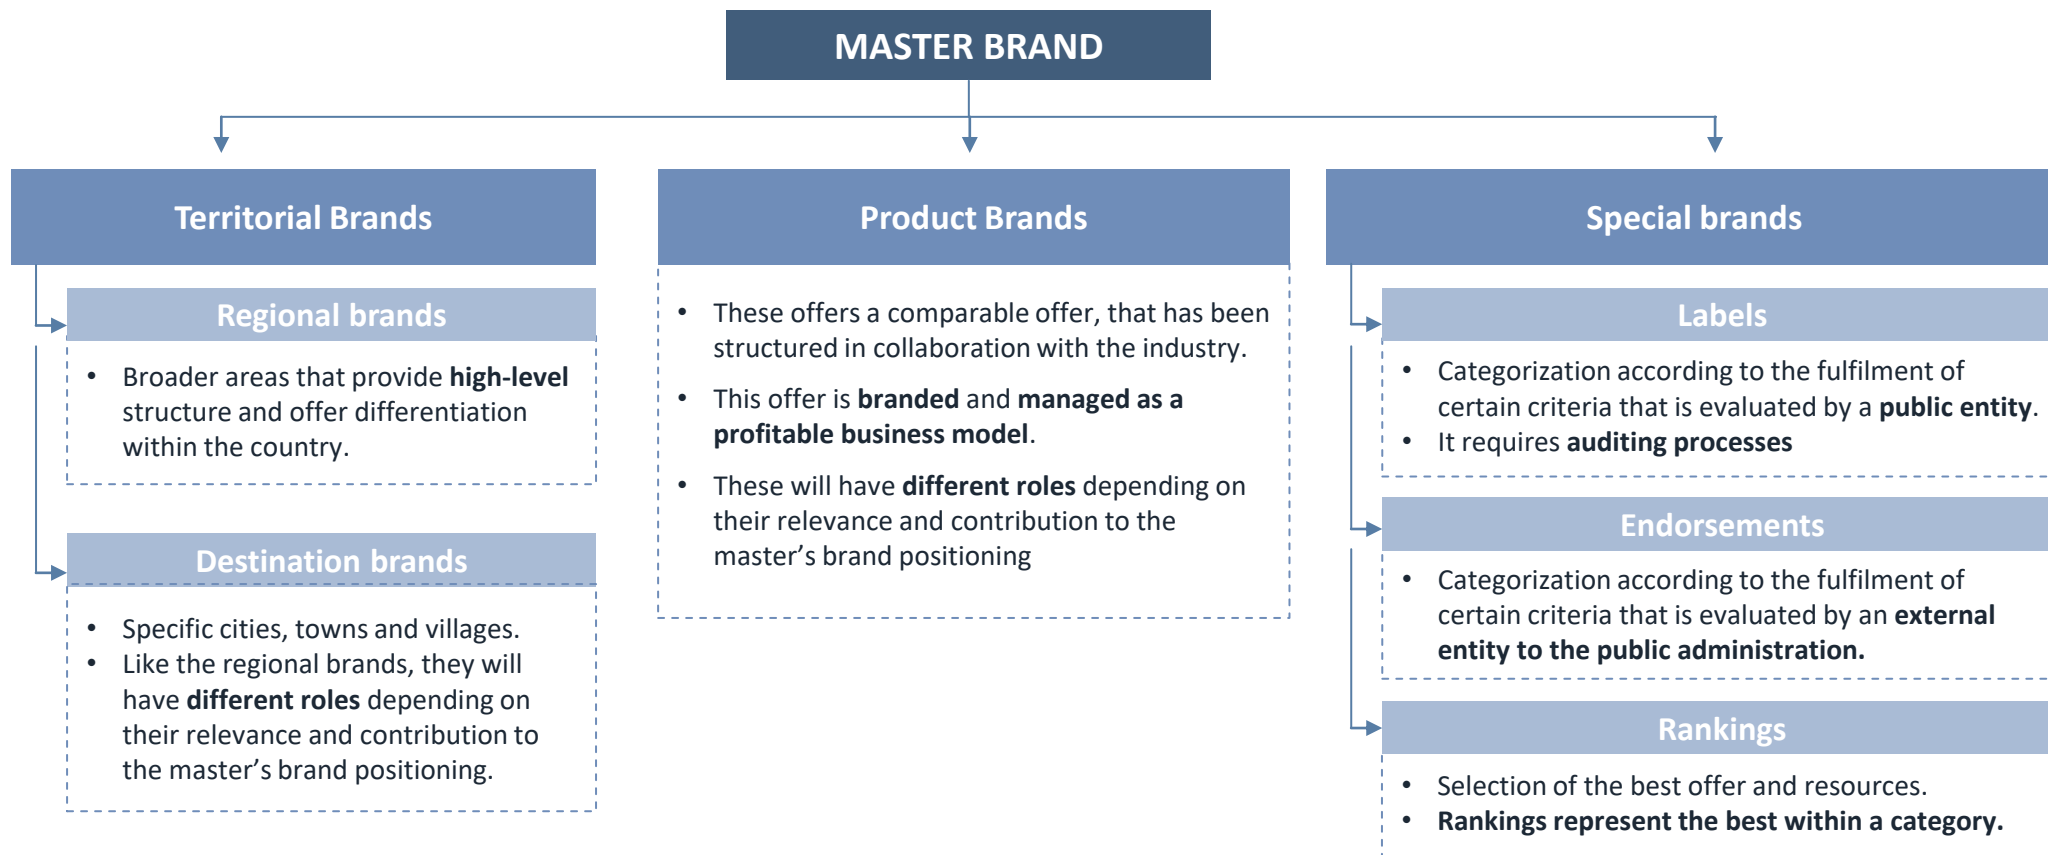 MASTER BRAND
Territorial Brands
Regional brands
• Broader areas that provide high-level
structure and offer differentiation
within the country.
Destination brands
• Specific cities, towns and villages.
• Like the regional brands, they will
have different roles depending on
their relevance and contribution to
the master’s brand positioning.
Product Brands
• These offers a comparable offer, that has been
structured in collaboration with the industry.
• This offer is branded and managed as a
profitable business model.
• These will have different roles depending on
their relevance and contribution to the
master’s brand positioning
Special brands
Labels
• Categorization according to the fulfilment of
certain criteria that is evaluated by a public entity.
• It requires auditing processes
Endorsements
• Categorization according to the fulfilment of
certain criteria that is evaluated by an external
entity to the public administration.
Rankings
• Selection of the best offer and resources.
• Rankings represent the best within a category.